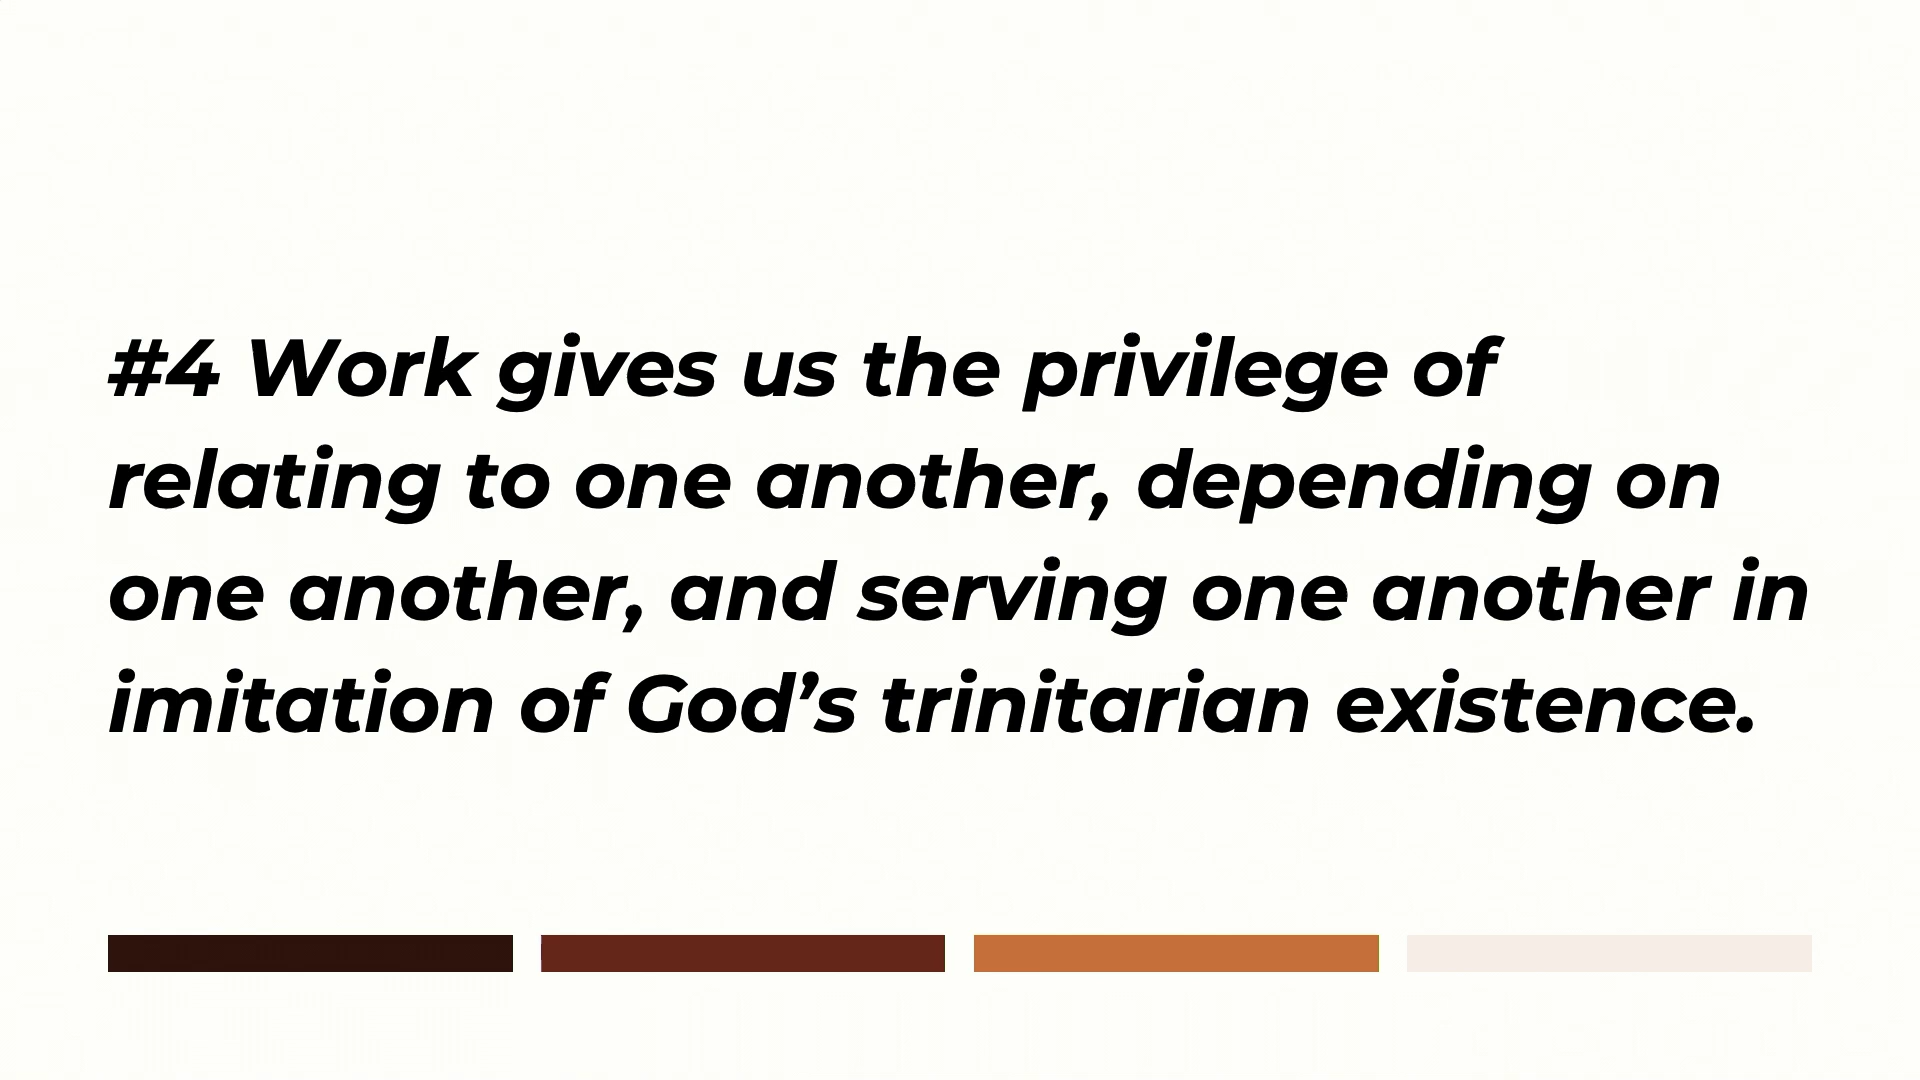 #4 Work gives us the privilege of
relating to one another, depending on
one another, and serving one another in
imitation of God’s trinitarian existence.